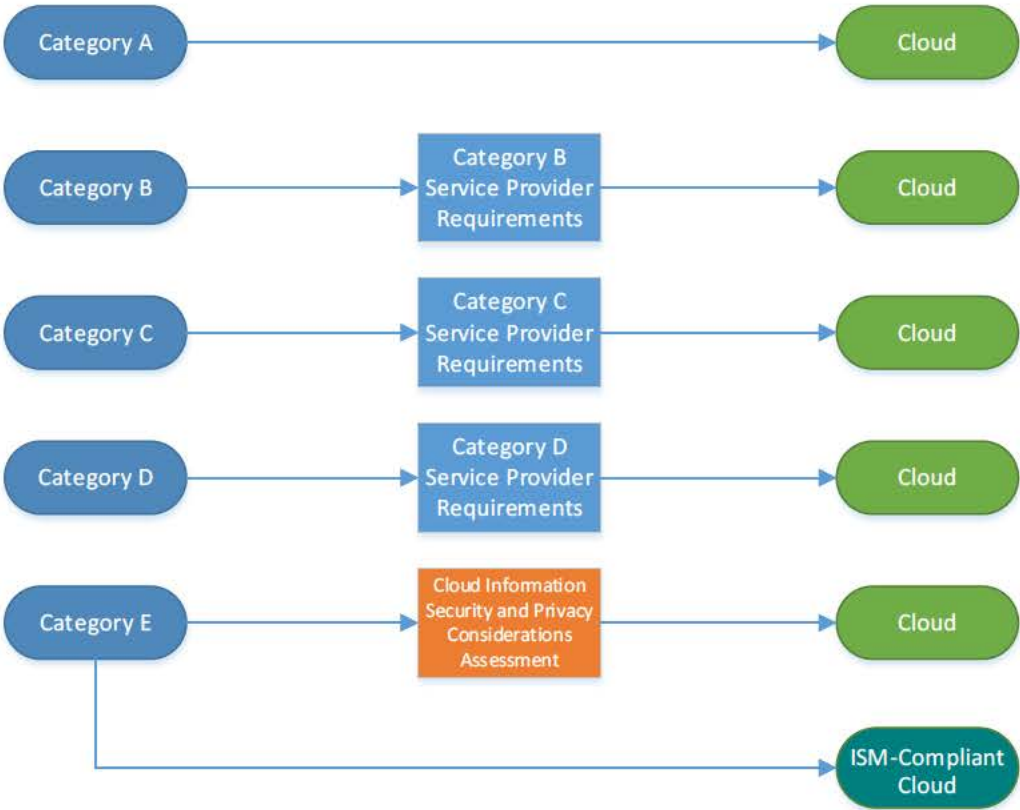 Category A
Cloud
Category B
Category B
Service Provider
Requirements
Cloud
Category C
Category C
Service Provider
Requirements
Cloud
Category D
Category D
Service Provider
Requirements
Cloud
Category E
Cloud Information
Security and Privacy
Considerations
Assessment
Cloud
ISM-Compliant
Cloud